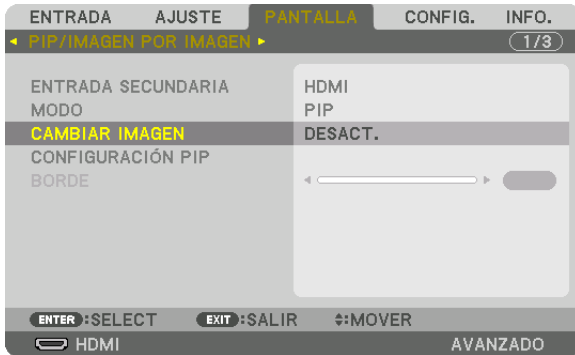 ENTRADA AJUSTE PANTALLA CONFIG. INFO.
PIP/IMAGEN POR IMAGEN 1/3
ENTRADA SECUNDARIA HDMI
MODO PIP
CAMBIAR IMAGEN DESACT.
CONFIGURACIÓN PIP
BORDE
ENTER :SELECT EXIT :SALIR :MOVER
HDMI AVANZADO